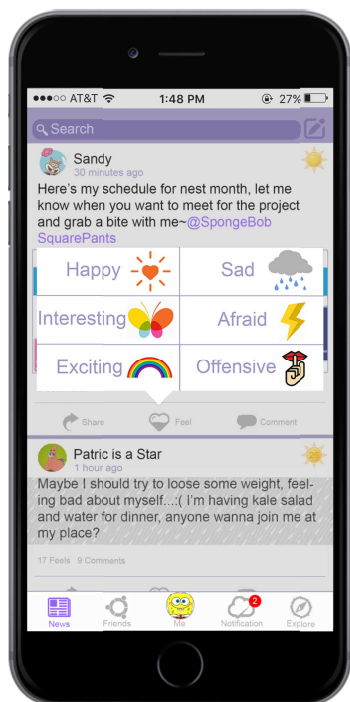 AT&T 1:48 PM 27%
Search
Sandy
30 minutes ago
Here's my schedule for nest month, let me
know when you want to meet for the project
and grab a bite with me~@SpongeBob
SquarePants
Happy Sad
Interesting Afraid
Exciting Offensive
Share Feel Comment
Patric is a Star
1 hour ago
Maybe I should try to loose some weight, feel-
ing bad about myself...:( I'm having kale salad
and water for dinner, anyone wanna join me at
my place?
17 Feels 9 Comments
2
News Friends Me Notification Explore